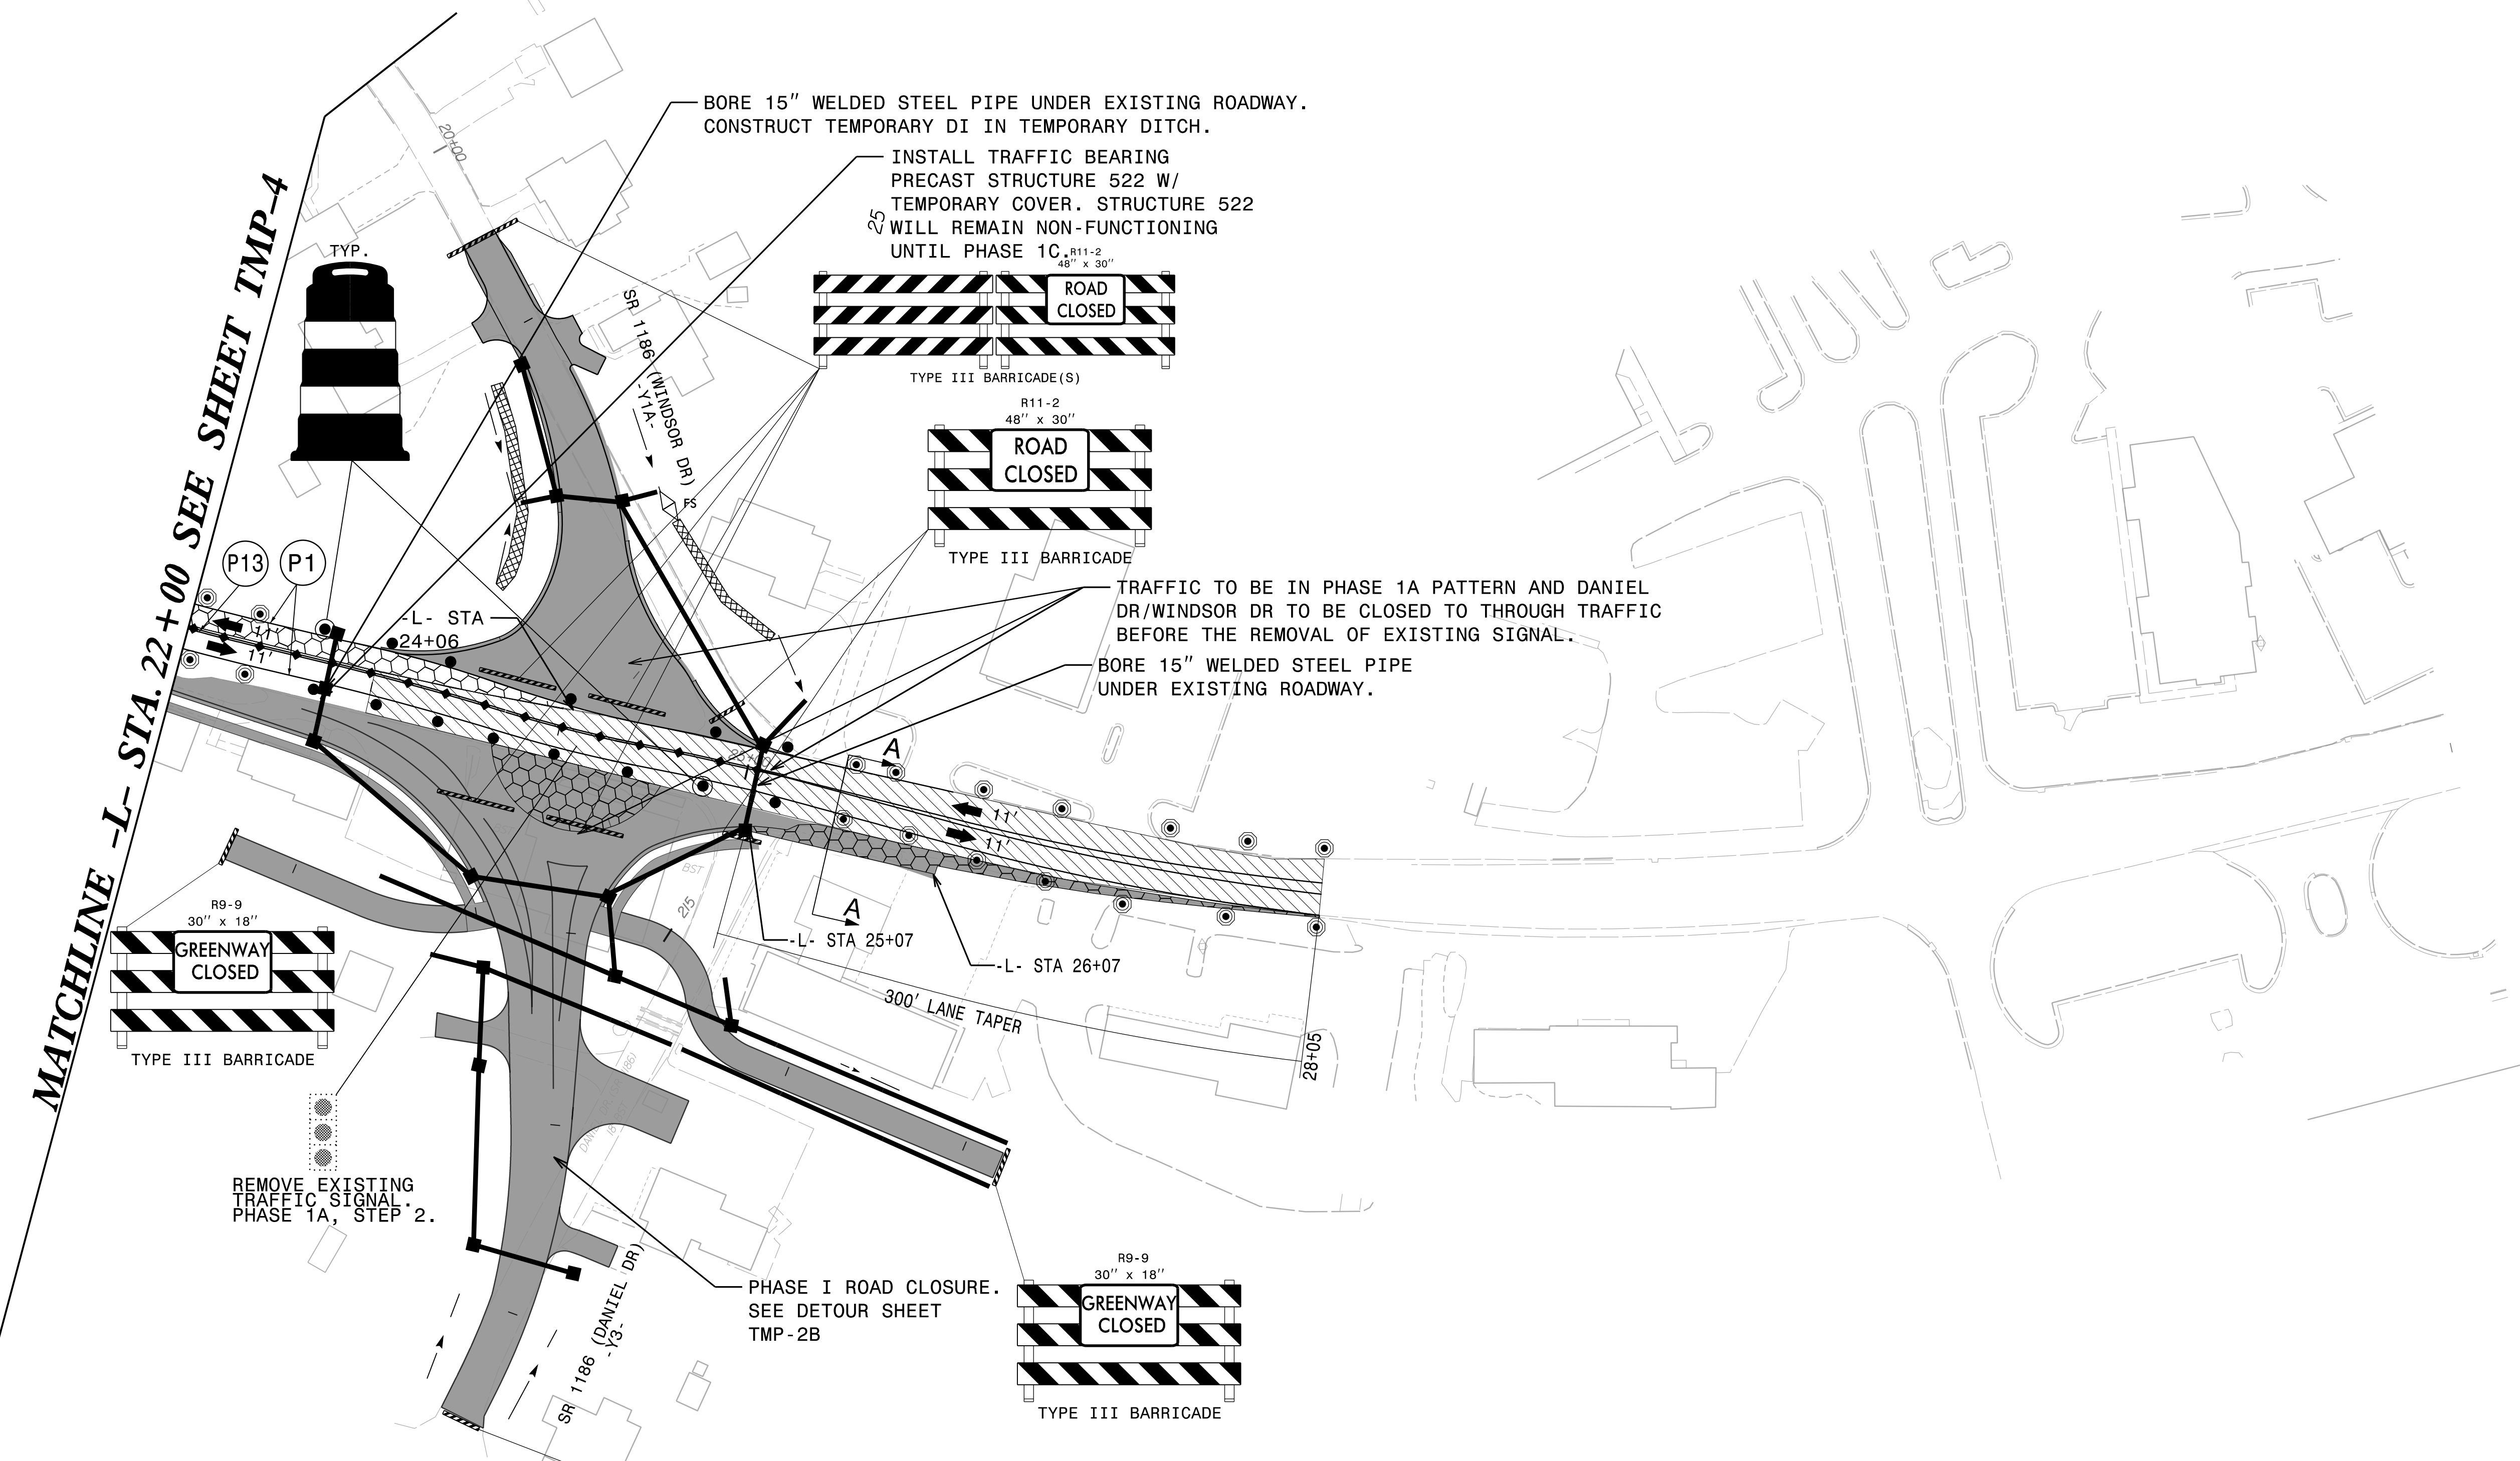 BORE 15" WELDED STEEL PIPE UNDER EXISTING ROADWAY.
CONSTRUCT TEMPORARY DI IN TEMPORARY DITCH.
20+00
INSTALL TRAFFIC BEARING
PRECAST STRUCTURE 522 W/
TEMPORARY COVER. STRUCTURE 522
WILL REMAIN NON-FUNCTIONING
UNTIL PHASE 1C.
25
R11-2
48" x 30"
ROAD
CLOSED
TYPE III BARRICADE(S)
R11-2
48" x 30"
ROAD
CLOSED
TYPE III BARRICADE
MATCHLINE -L- STA. 22+00 SEE SHEET TMP-4
TYP.
SR 1186 (WINDSOR DR)
-Y1A-
FS
P13
P1
11'
11'
-L- STA
24+06
TRAFFIC TO BE IN PHASE 1A PATTERN AND DANIEL
DR/WINDSOR DR TO BE CLOSED TO THROUGH TRAFFIC
BEFORE THE REMOVAL OF EXISTING SIGNAL.
BORE 15" WELDED STEEL PIPE
UNDER EXISTING ROADWAY.
A
11'
11'
A
BST
-L- STA 25+07
-L- STA 26+07
300' LANE TAPER
28+05
R9-9
30" x 18"
GREENWAY
CLOSED
TYPE III BARRICADE
REMOVE EXISTING
TRAFFIC SIGNAL.
PHASE 1A, STEP 2.
PHASE I ROAD CLOSURE.
SEE DETOUR SHEET
TMP-2B
SR 1186 (DANIEL DR)
-Y3-
R9-9
30" x 18"
GREENWAY
CLOSED
TYPE III BARRICADE